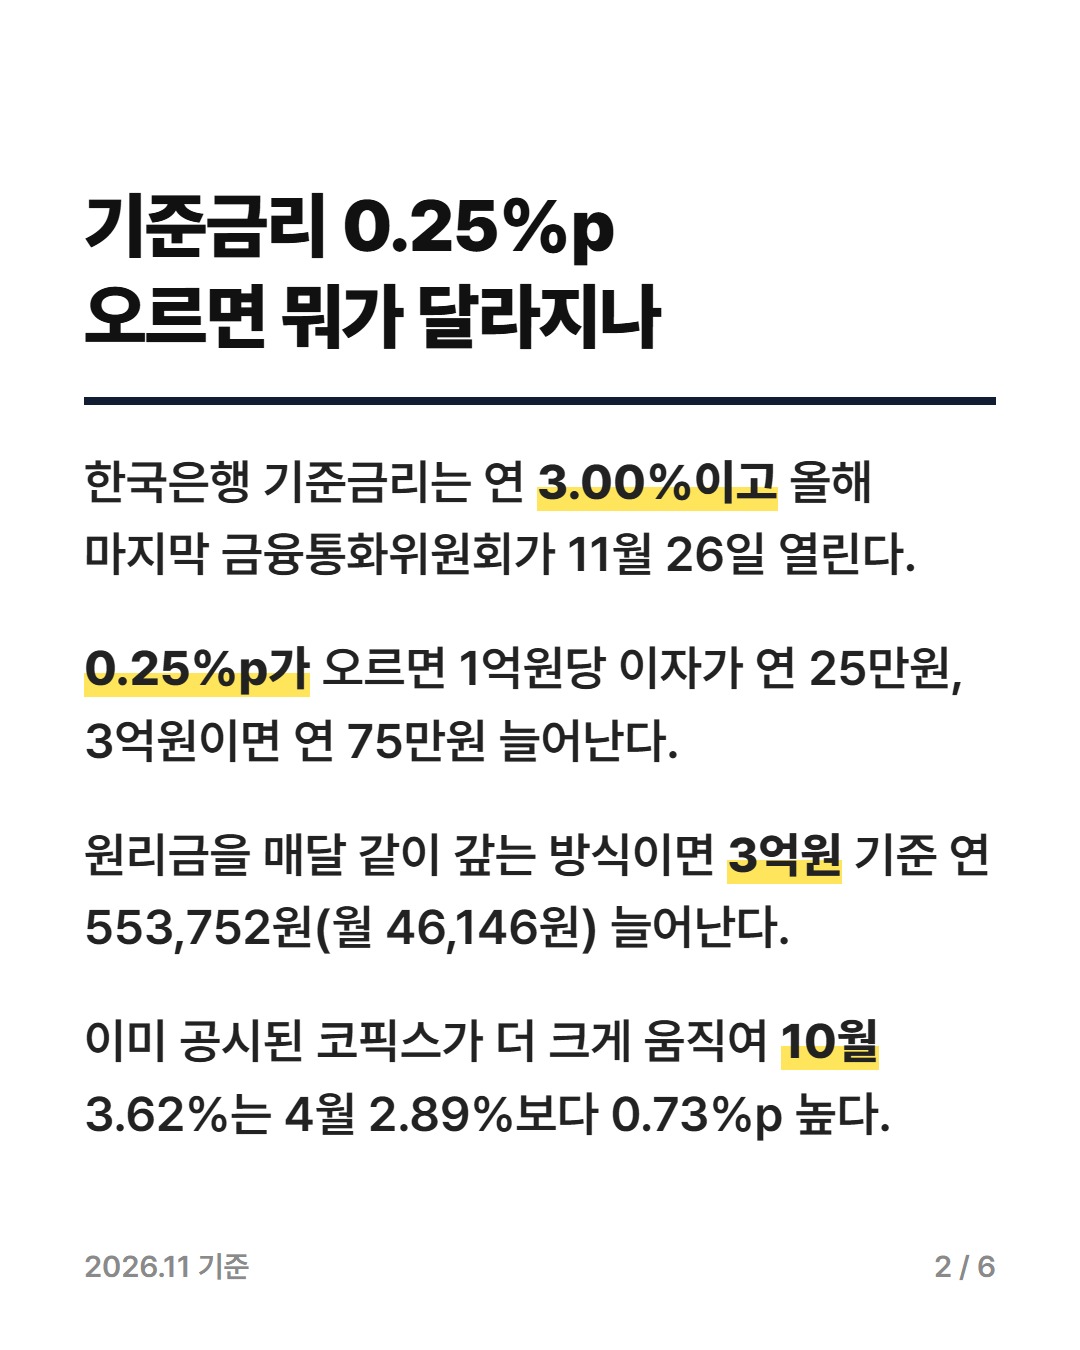 기준금리 0.25%p
오르면 뭐가 달라지나
한국은행 기준금리는 연 3.00%이고 올해
마지막 금융통화위원회가 11월 26일 열린다.
0.25%p가 오르면 1억원당 이자가 연 25만원,
3억원이면 연 75만원 늘어난다.
원리금을 매달 같이 갚는 방식이면 3억원 기준 연
553,752원(월 46,146원) 늘어난다.
이미 공시된 코픽스가 더 크게 움직여 10월
3.62%는 4월 2.89%보다 0.73%p 높다.
2026.11 기준
2 / 6